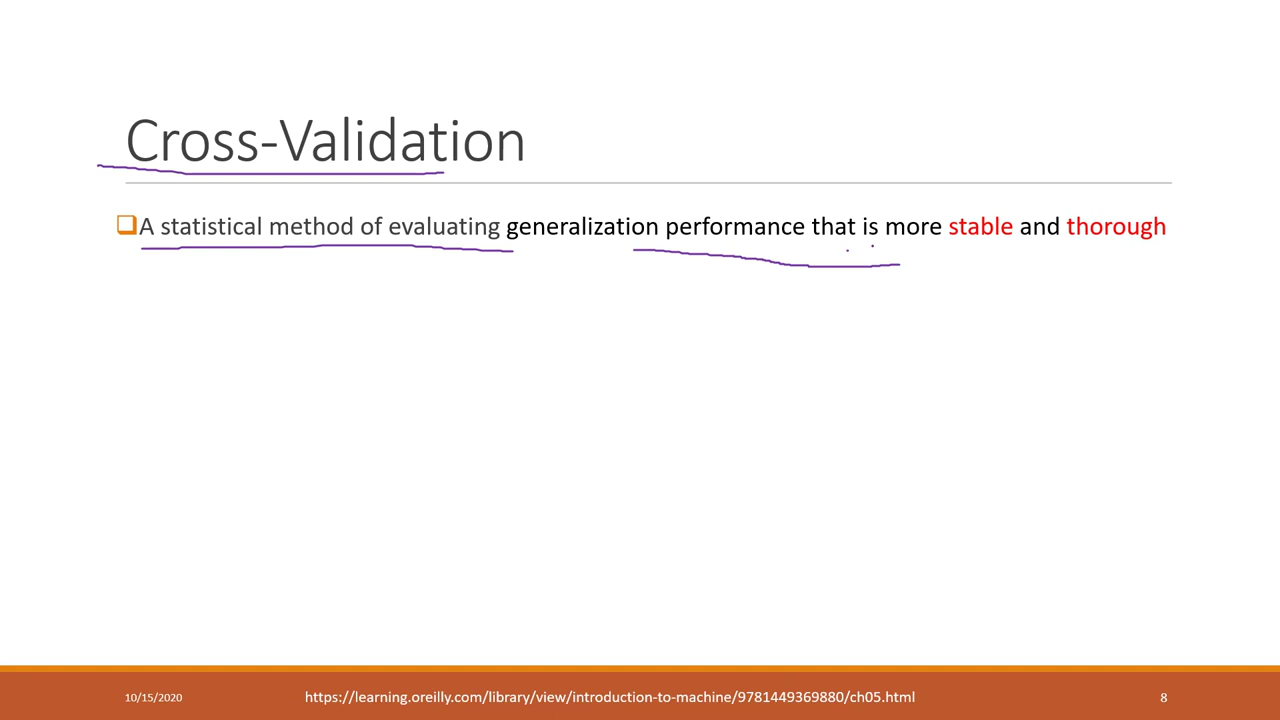 Cross-Validation
A statistical method of evaluating generalization performance that is more stable and thorough
10/15/2020
https://learning.oreilly.com/library/view/introduction-to-machine/9781449369880/ch05.html
8